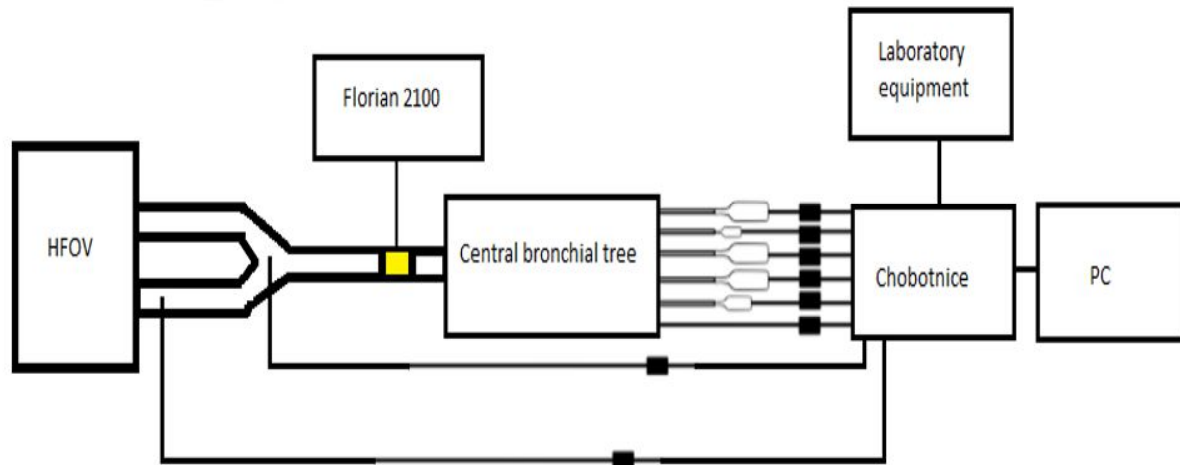 Laboratory
equipment
Florian 2100
HFOV
Central bronchial tree
Chobotnice
PC